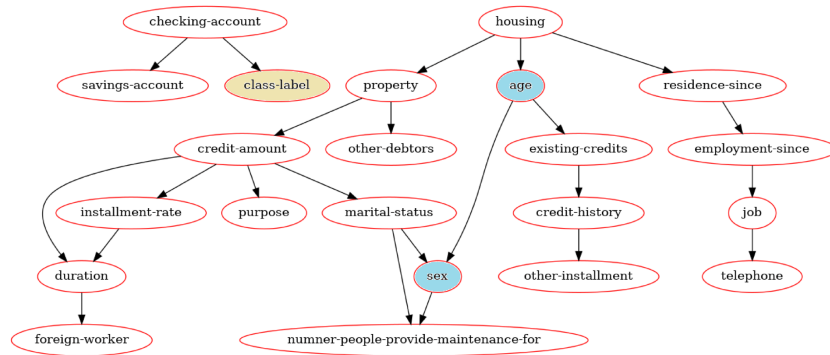 checking-account
housing
savings-account
class-label
property
age
residence-since
credit-amount
other-debtors
existing-credits
employment-since
installment-rate
purpose
marital-status
credit-history
job
duration
sex
other-installment
telephone
foreign-worker
numner-people-provide-maintenance-for